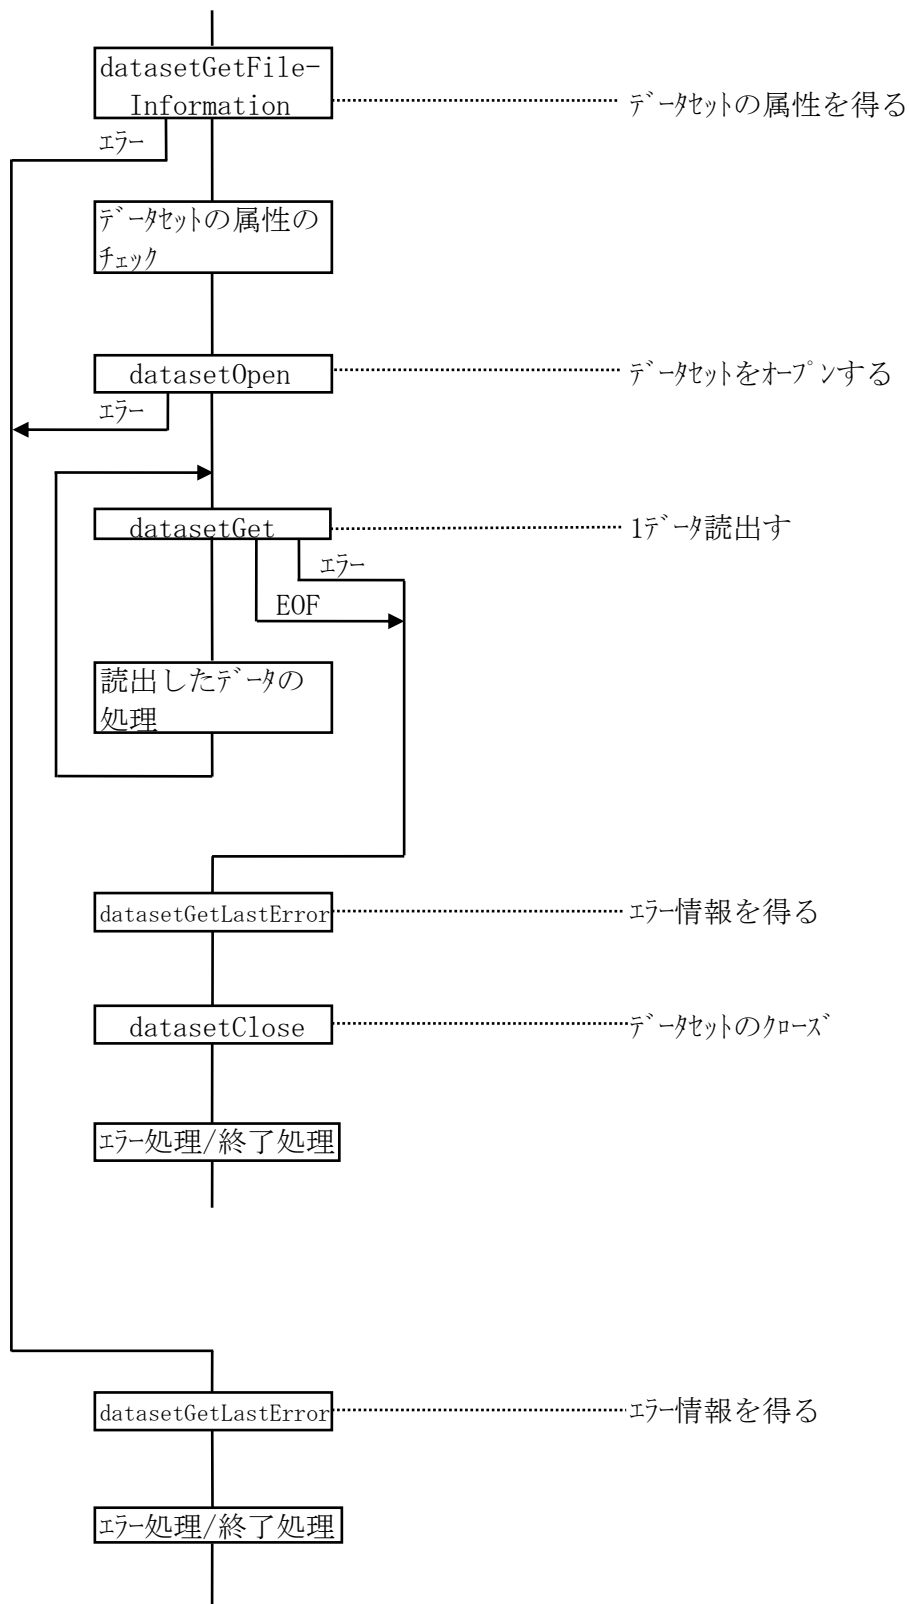 datasetGetFile-
Information
データセットの属性を得る
エラー
データセットの属性の
チェック
datasetOpen
データセットをオープンする
エラー
datasetGet
1データ読出す
エラー
EOF
読出したデータの
処理
datasetGetLastError
エラー情報を得る
datasetClose
データセットのクローズ
エラー処理/終了処理
datasetGetLastError
エラー情報を得る
エラー処理/終了処理